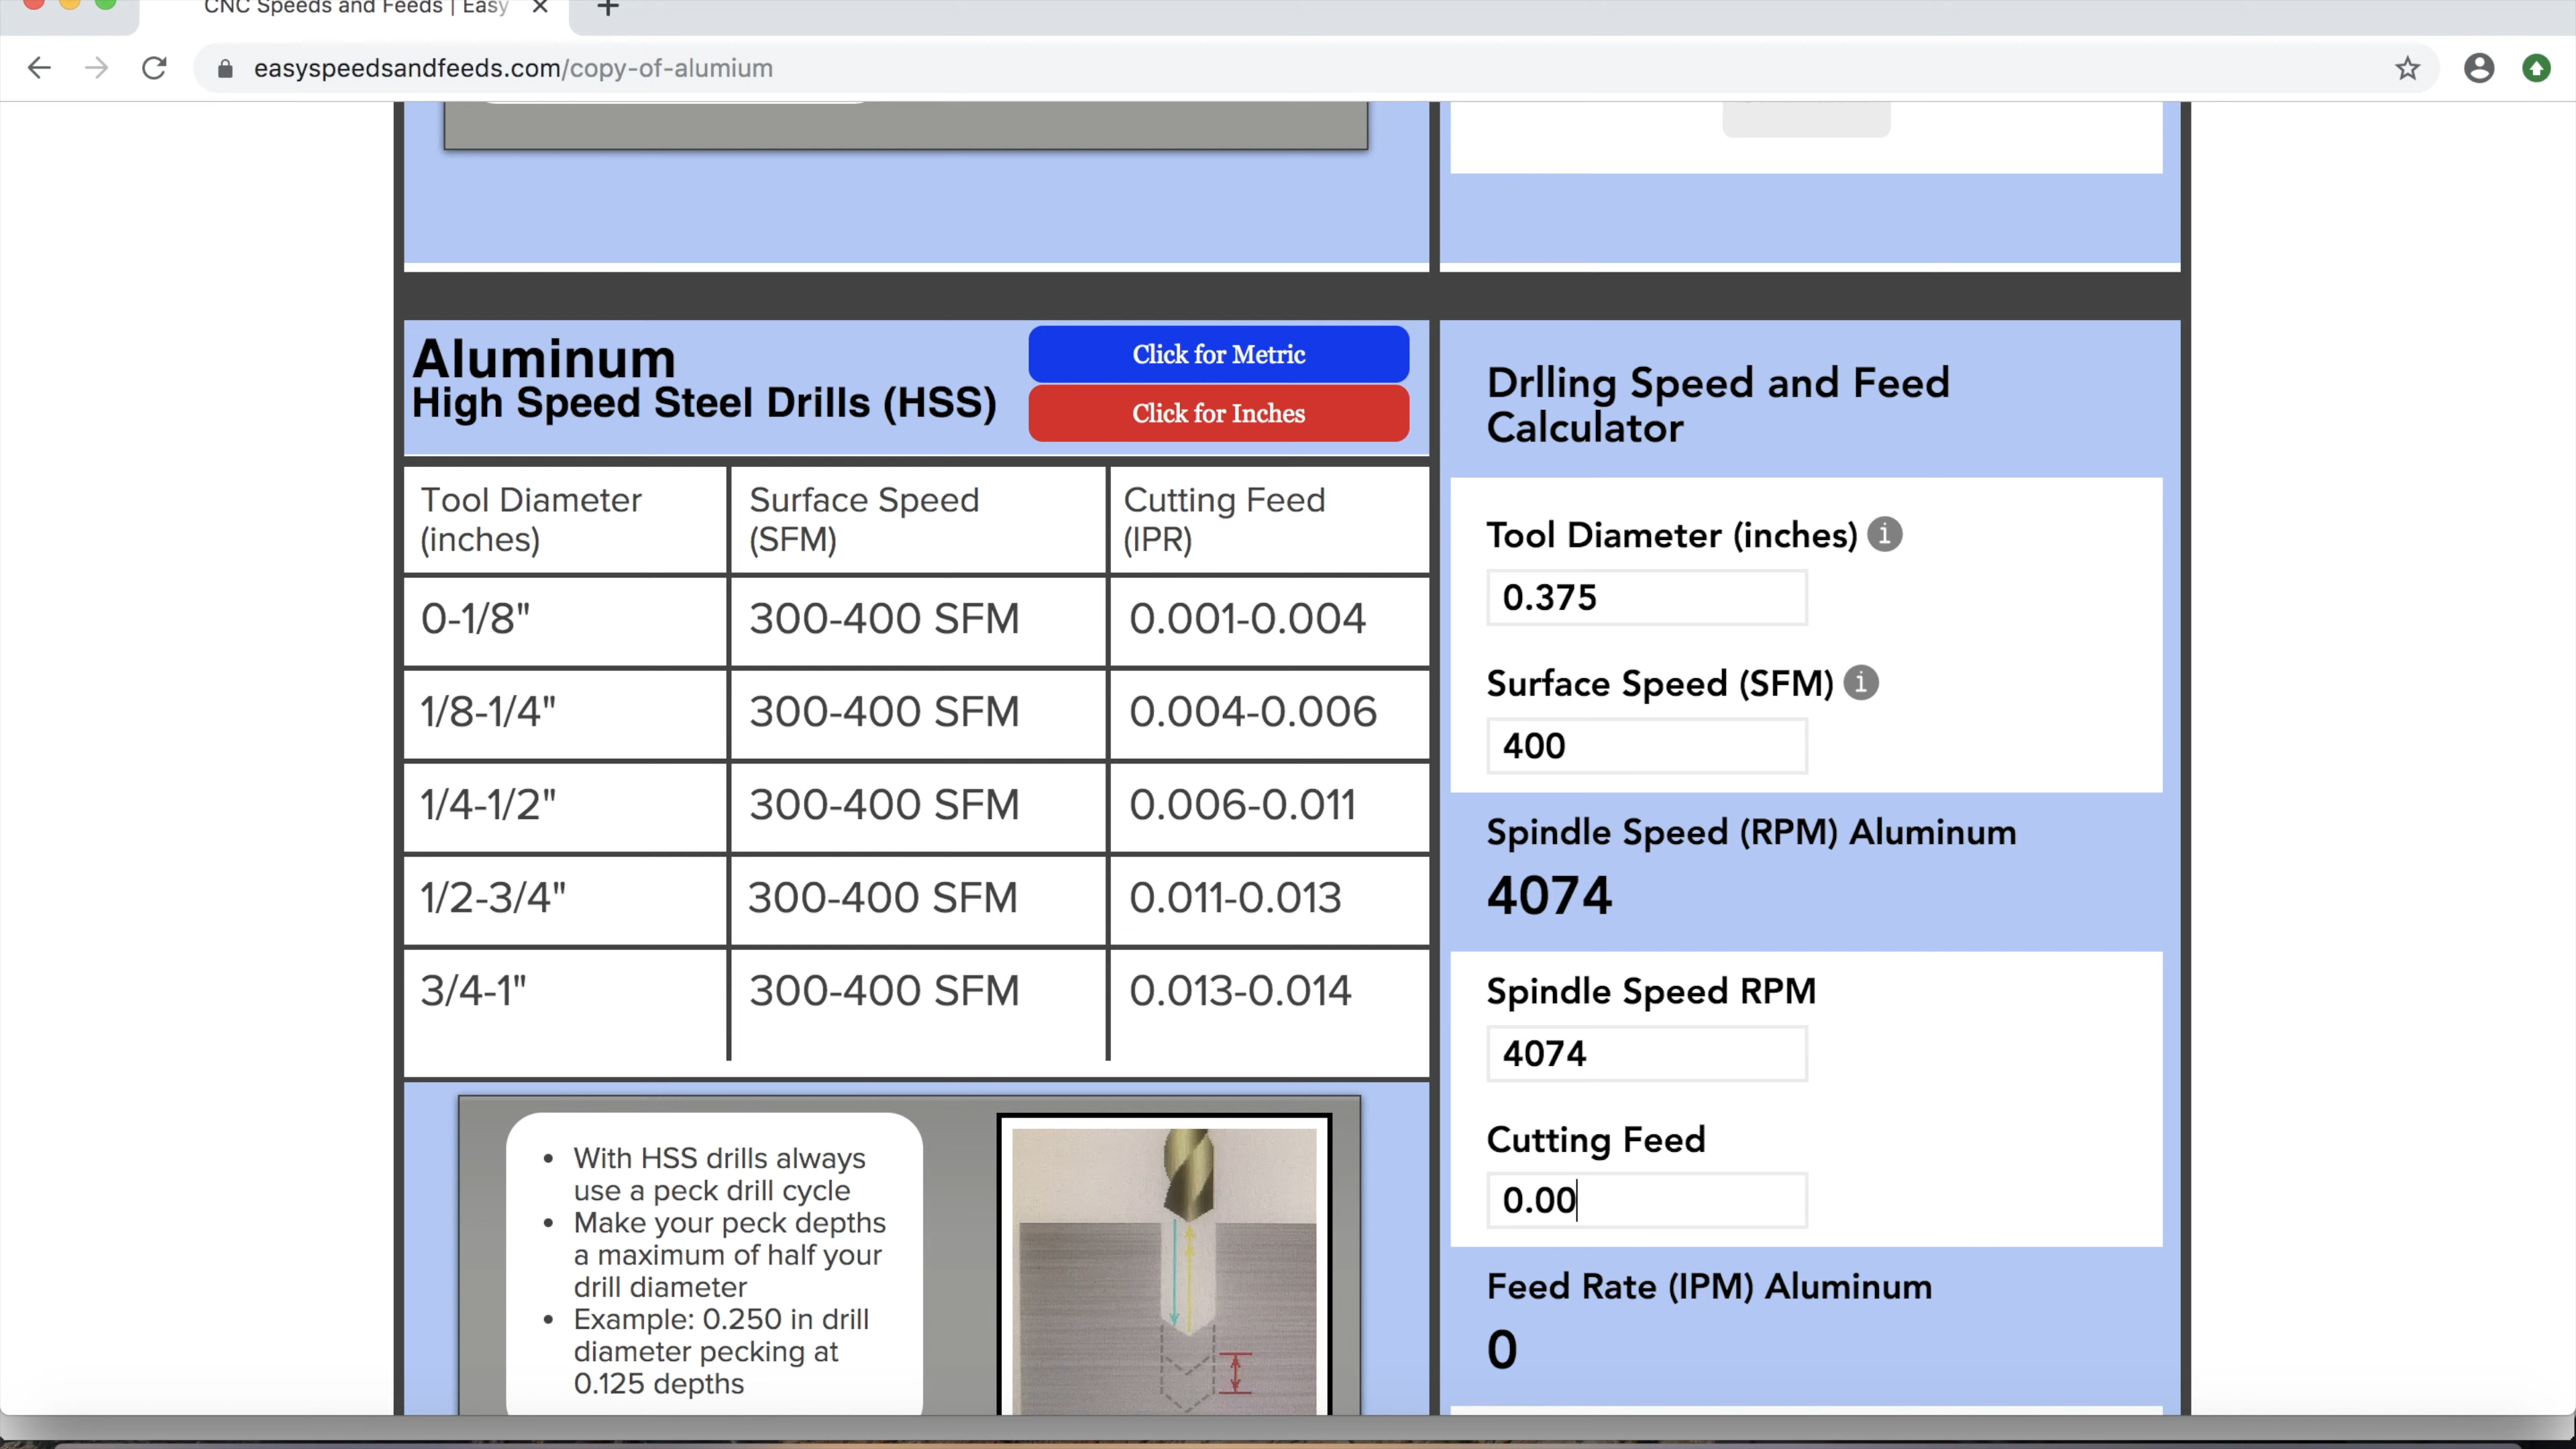 CNC Speeds and Feeds | Easy
easyspeedsandfeeds.com/copy-of-alumium
Aluminum
High Speed Steel Drills (HSS)
Click for Metric
Click for Inches
Tool Diameter (inches)
Surface Speed (SFM)
Cutting Feed (IPR)
0-1/8" 300-400 SFM 0.001-0.004
1/8-1/4" 300-400 SFM 0.004-0.006
1/4-1/2" 300-400 SFM 0.006-0.011
1/2-3/4" 300-400 SFM 0.011-0.013
3/4-1" 300-400 SFM 0.013-0.014
• With HSS drills always
use a peck drill cycle
• Make your peck depths
a maximum of half your
drill diameter
• Example: 0.250 in drill
diameter pecking at
0.125 depths
Drlling Speed and Feed
Calculator
Tool Diameter (inches) i
0.375
Surface Speed (SFM) i
400
Spindle Speed (RPM) Aluminum
4074
Spindle Speed RPM
4074
Cutting Feed
0.00
Feed Rate (IPM) Aluminum
0